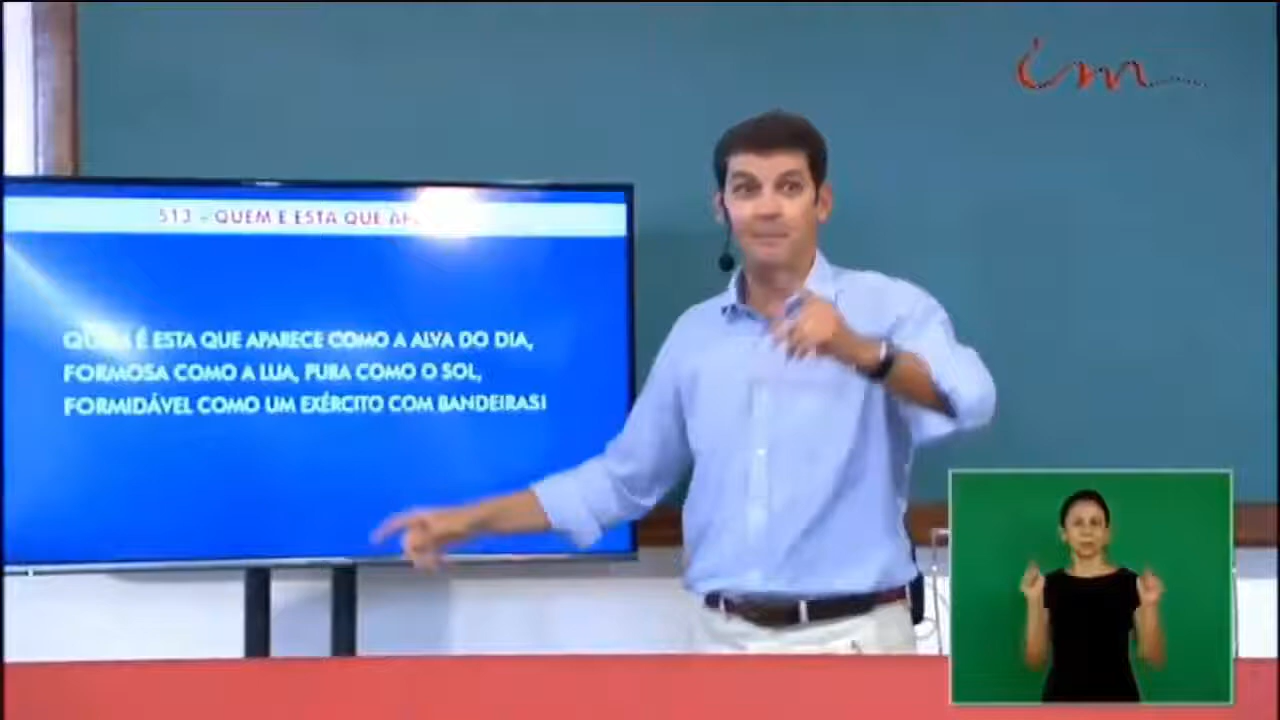 im
513 - QUEM E ESTA QUE
É ESTA QUE APARECE COMO A ALVA DO DIA,
FORMOSA COMO A LUA, PURA COMO O SOL,
FORMIDÁVEL COMO UM EXÉRCITO COM BANDEIRAS!